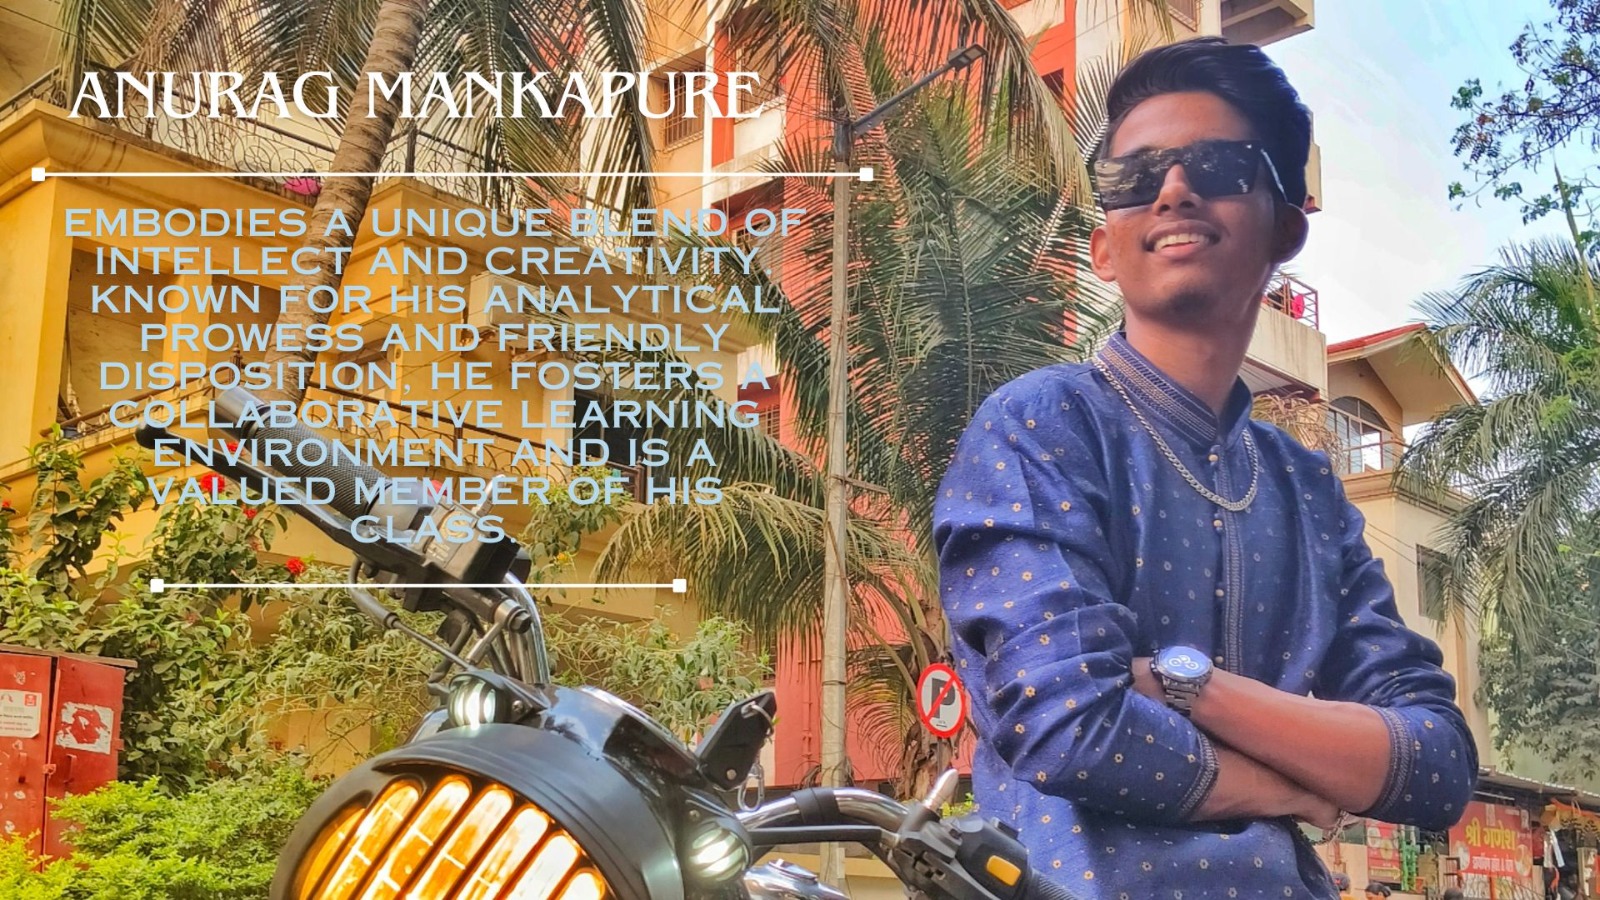 ANURAG MANKAPURE
EMBODIES A UNIQUE BLEND OF
INTELLECT AND CREATIVITY.
KNOWN FOR HIS ANALYTICAL
PROWESS AND FRIENDLY
DISPOSITION, HE FOSTERS A
COLLABORATIVE LEARNING
ENVIRONMENT AND IS A
VALUED MEMBER OF HIS
CLASS.
P
श्री गणेश